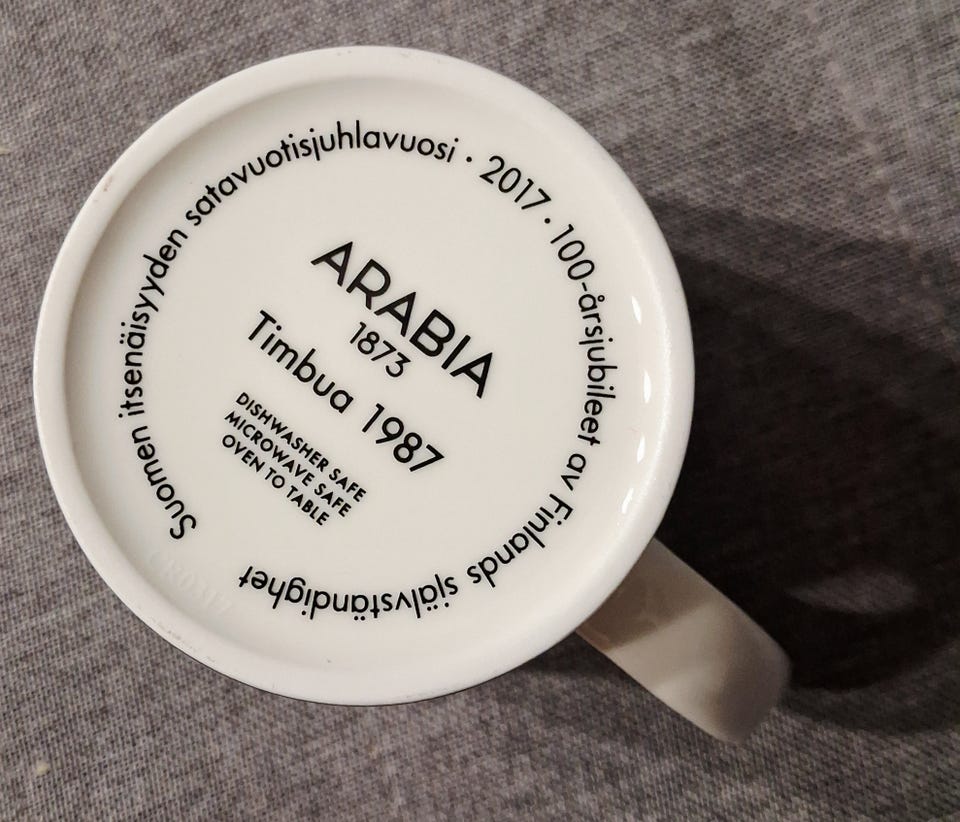 Suomen itsenäisyyden satavuotisjuhlavuosi · 2017 · 100-årsjubileet av Finlands självständighet
ARABIA
1873
Timbua 1987
DISHWASHER SAFE
MICROWAVE SAFE
OVEN TO TABLE